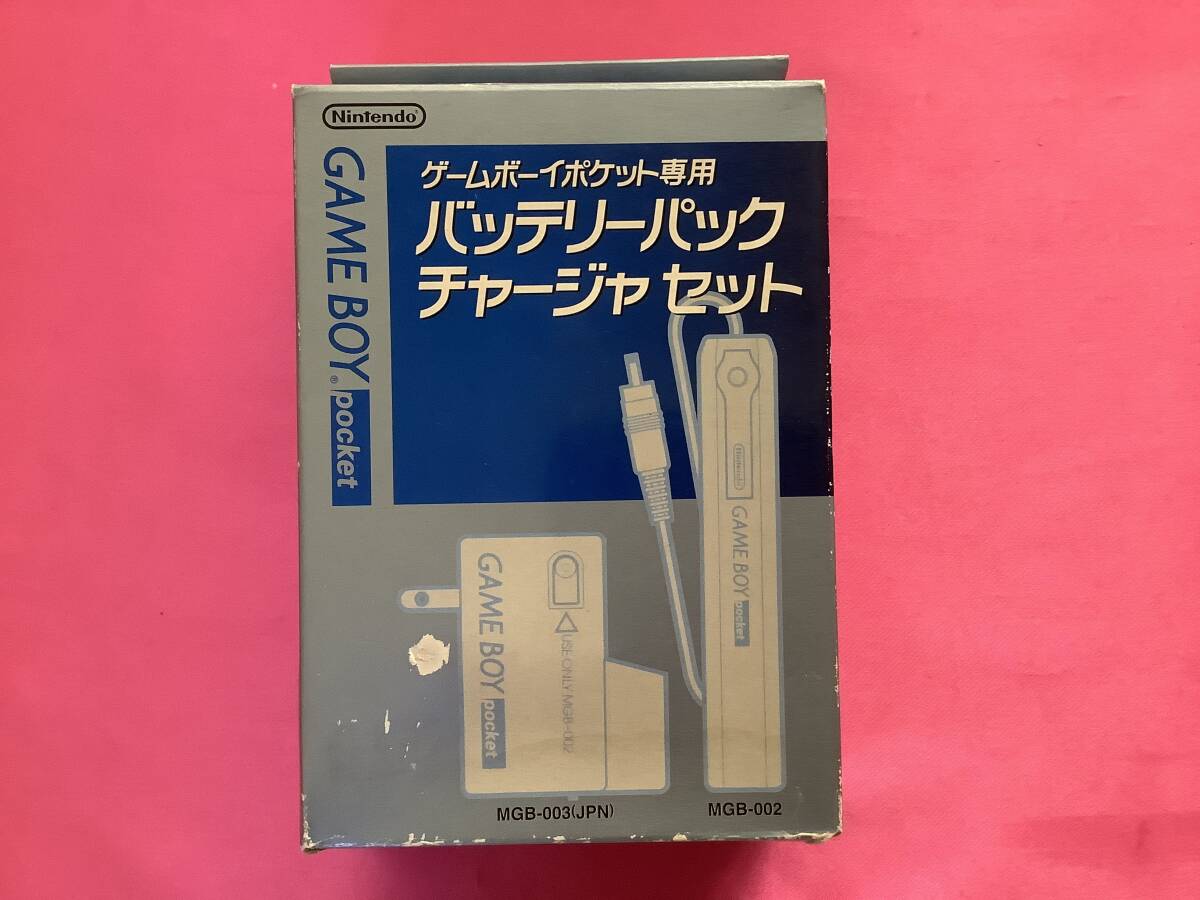 Nintendo
GAME BOY® pocket
ゲームボーイポケット専用
バッテリーパック
チャージャ セット
Nintendo
GAME BOY pocket
GAME BOY pocket
USE ONLY MGB-002
MGB-003(JPN)
MGB-002